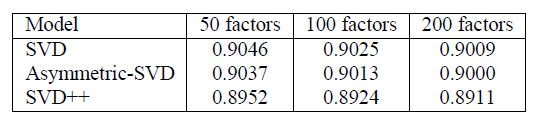 Model 50 factors 100 factors 200 factors
SVD 0.9046 0.9025 0.9009
Asymmetric-SVD 0.9037 0.9013 0.9000
SVD++ 0.8952 0.8924 0.8911